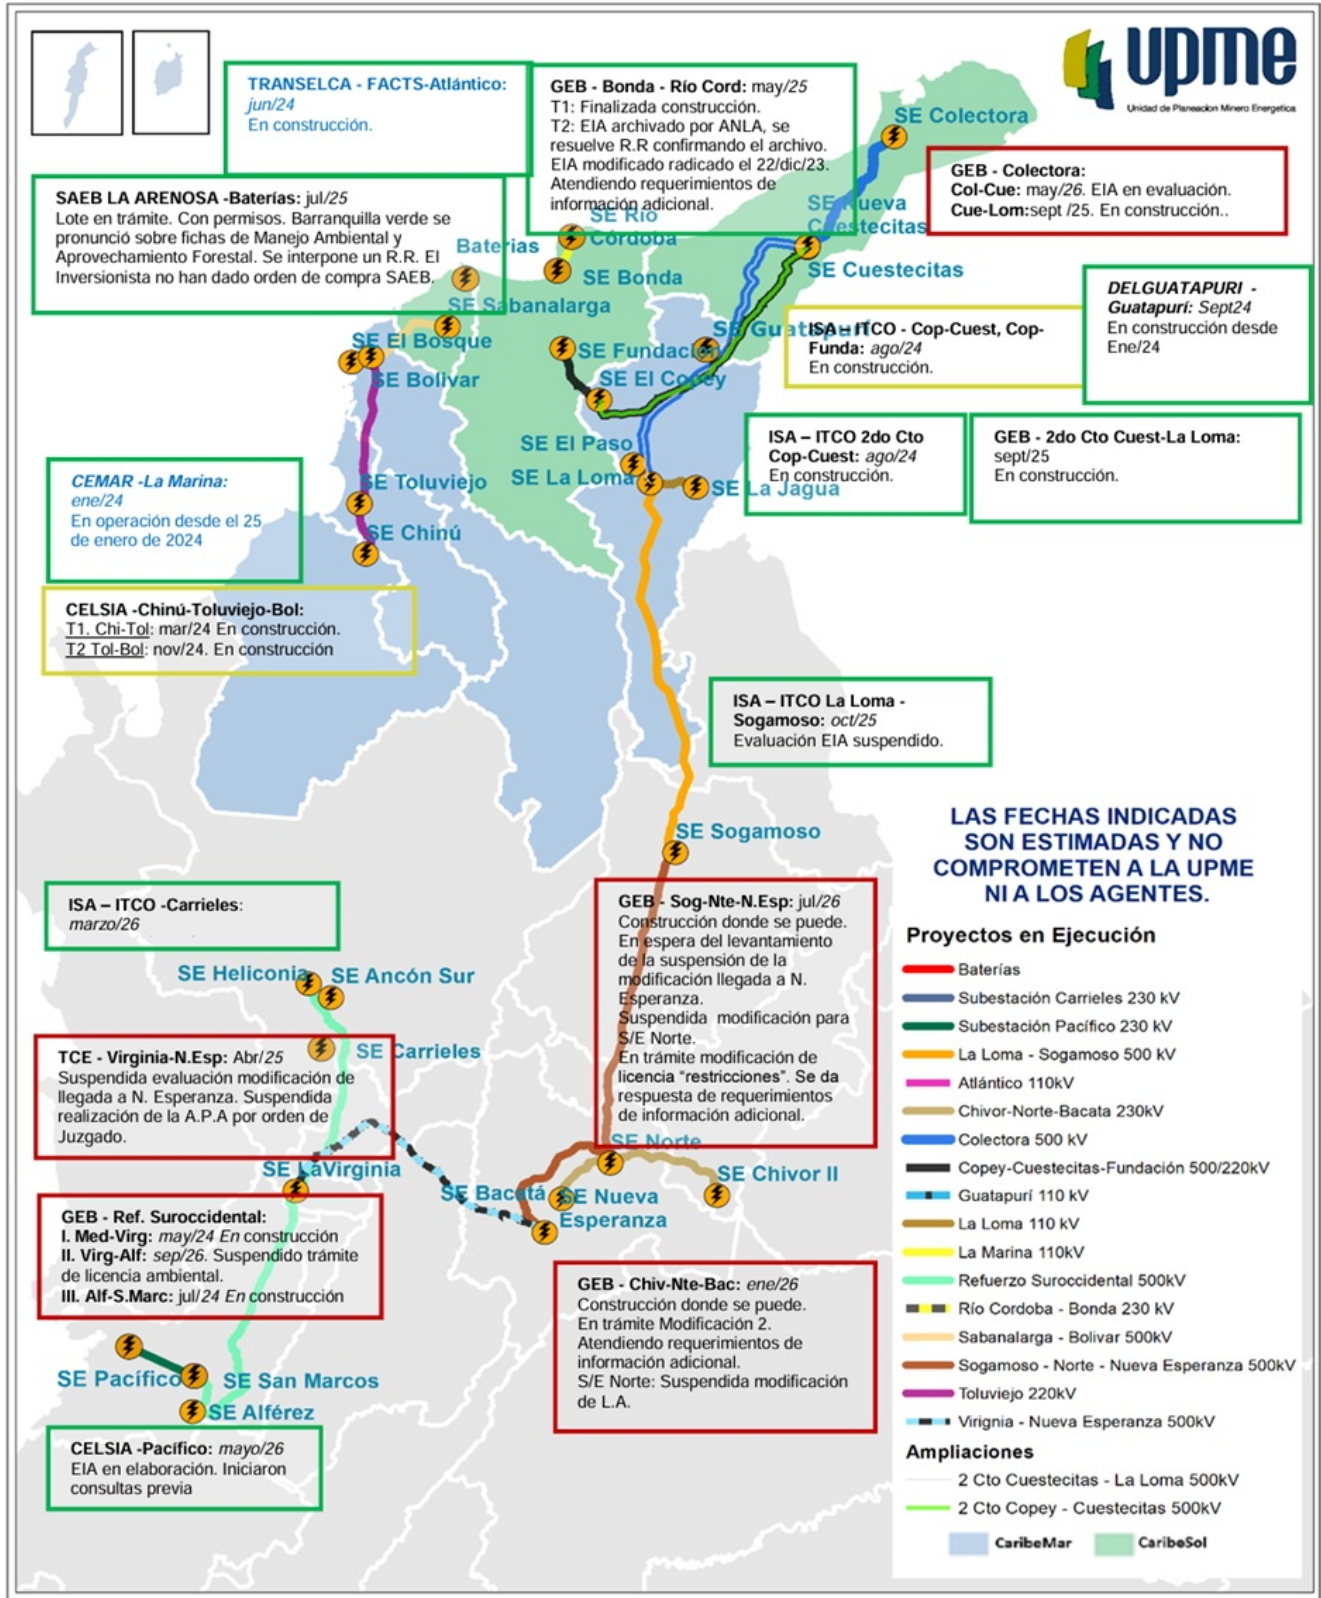 upme
Unidad de Planeacion Minero Energetica
TRANSELCA - FACTS-Atlántico:
jun/24
En construcción.
GEB - Bonda - Río Cord: may/25
T1: Finalizada construcción.
T2: EIA archivado por ANLA, se
resuelve R.R confirmando el archivo.
EIA modificado radicado el 22/dic/23.
Atendiendo requerimientos de
información adicional.
SE Colectora
GEB - Colectora:
Col-Cue: may/26. EIA en evaluación.
Cue-Lom:sept /25. En construcción..
SAEB LA ARENOSA -Baterías: jul/25
Lote en trámite. Con permisos. Barranquilla verde se
pronunció sobre fichas de Manejo Ambiental y
Aprovechamiento Forestal. Se interpone un R.R. El
Inversionista no han dado orden de compra SAEB.
SE Río
Córdoba
SE Nueva
Cuestecitas
Baterias
SE Bonda
SE Cuestecitas
SE Sabanalarga
DELGUATAPURI -
Guatapurí: Sept24
En construcción desde
Ene/24
SE Guatapurí
ISA – ITCO - Cop-Cuest, Cop-
Funda: ago/24
En construcción.
SE El Bosque
SE Fundación
SE Bolivar
SE El Copey
ISA – ITCO 2do Cto
Cop-Cuest: ago/24
En construcción.
GEB - 2do Cto Cuest-La Loma:
sept/25
En construcción.
SE El Paso
SE La Loma
SE La Jagua
CEMAR -La Marina:
ene/24
En operación desde el 25
de enero de 2024
SE Toluviejo
SE Chinú
CELSIA -Chinú-Toluviejo-Bol:
T1. Chi-Tol: mar/24 En construcción.
T2 Tol-Bol: nov/24. En construcción
ISA – ITCO La Loma -
Sogamoso: oct/25
Evaluación EIA suspendido.
SE Sogamoso
LAS FECHAS INDICADAS
SON ESTIMADAS Y NO
COMPROMETEN A LA UPME
NI A LOS AGENTES.
ISA – ITCO -Carrieles:
marzo/26
GEB - Sog-Nte-N.Esp: jul/26
Construcción donde se puede.
En espera del levantamiento
de la suspensión de la
modificación llegada a N.
Esperanza.
Suspendida modificación para
S/E Norte.
En trámite modificación de
licencia “restricciones”. Se da
respuesta de requerimientos
de información adicional.
SE Heliconia
SE Ancón Sur
SE Carrieles
TCE - Virginia-N.Esp: Abr/25
Suspendida evaluación modificación de
llegada a N. Esperanza. Suspendida
realización de la A.P.A por orden de
Juzgado.
SE LaVirginia
SE Norte
SE Chivor II
SE Bacatá
SE Nueva
Esperanza
GEB - Ref. Suroccidental:
I. Med-Virg: may/24 En construcción
II. Virg-Alf: sep/26. Suspendido trámite
de licencia ambiental.
III. Alf-S.Marc: jul/24 En construcción
GEB - Chiv-Nte-Bac: ene/26
Construcción donde se puede.
En trámite Modificación 2.
Atendiendo requerimientos de
información adicional.
S/E Norte: Suspendida modificación
de L.A.
SE Pacífico
SE San Marcos
SE Alférez
CELSIA -Pacífico: mayo/26
EIA en elaboración. Iniciaron
consultas previa
Proyectos en Ejecución
Baterías
Subestación Carrieles 230 kV
Subestación Pacífico 230 kV
La Loma - Sogamoso 500 kV
Atlántico 110kV
Chivor-Norte-Bacata 230kV
Colectora 500 kV
Copey-Cuestecitas-Fundación 500/220kV
Guatapurí 110 kV
La Loma 110 kV
La Marina 110kV
Refuerzo Suroccidental 500kV
Río Cordoba - Bonda 230 kV
Sabanalarga - Bolivar 500kV
Sogamoso - Norte - Nueva Esperanza 500kV
Toluviejo 220kV
Virignia - Nueva Esperanza 500kV
Ampliaciones
2 Cto Cuestecitas - La Loma 500kV
2 Cto Copey - Cuestecitas 500kV
CaribeMar
CaribeSol